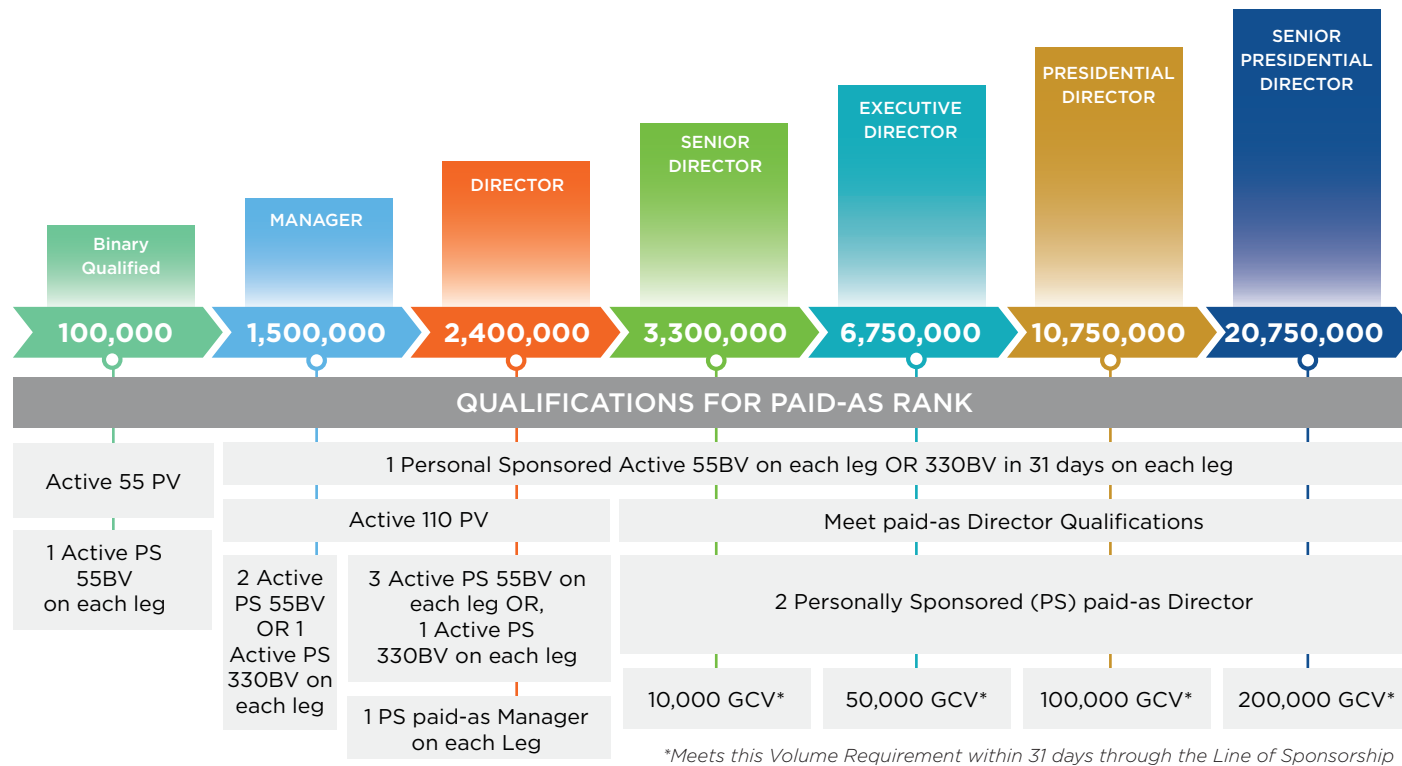 Binary
Qualified
MANAGER
DIRECTOR
SENIOR
DIRECTOR
EXECUTIVE
DIRECTOR
PRESIDENTIAL
DIRECTOR
SENIOR
PRESIDENTIAL
DIRECTOR
100,000
1,500,000
2,400,000
3,300,000
6,750,000
10,750,000
20,750,000
QUALIFICATIONS FOR PAID-AS RANK
Active 55 PV
1 Personal Sponsored Active 55BV on each leg OR 330BV in 31 days on each leg
Active 110 PV
Meet paid-as Director Qualifications
1 Active PS
55BV
on each leg
2 Active
PS 55BV
OR 1
Active PS
330BV on
each leg
3 Active PS 55BV on
each leg OR,
1 Active PS
330BV on each leg
2 Personally Sponsored (PS) paid-as Director
1 PS paid-as Manager
on each Leg
10,000 GCV*
50,000 GCV*
100,000 GCV*
200,000 GCV*
*Meets this Volume Requirement within 31 days through the Line of Sponsorship